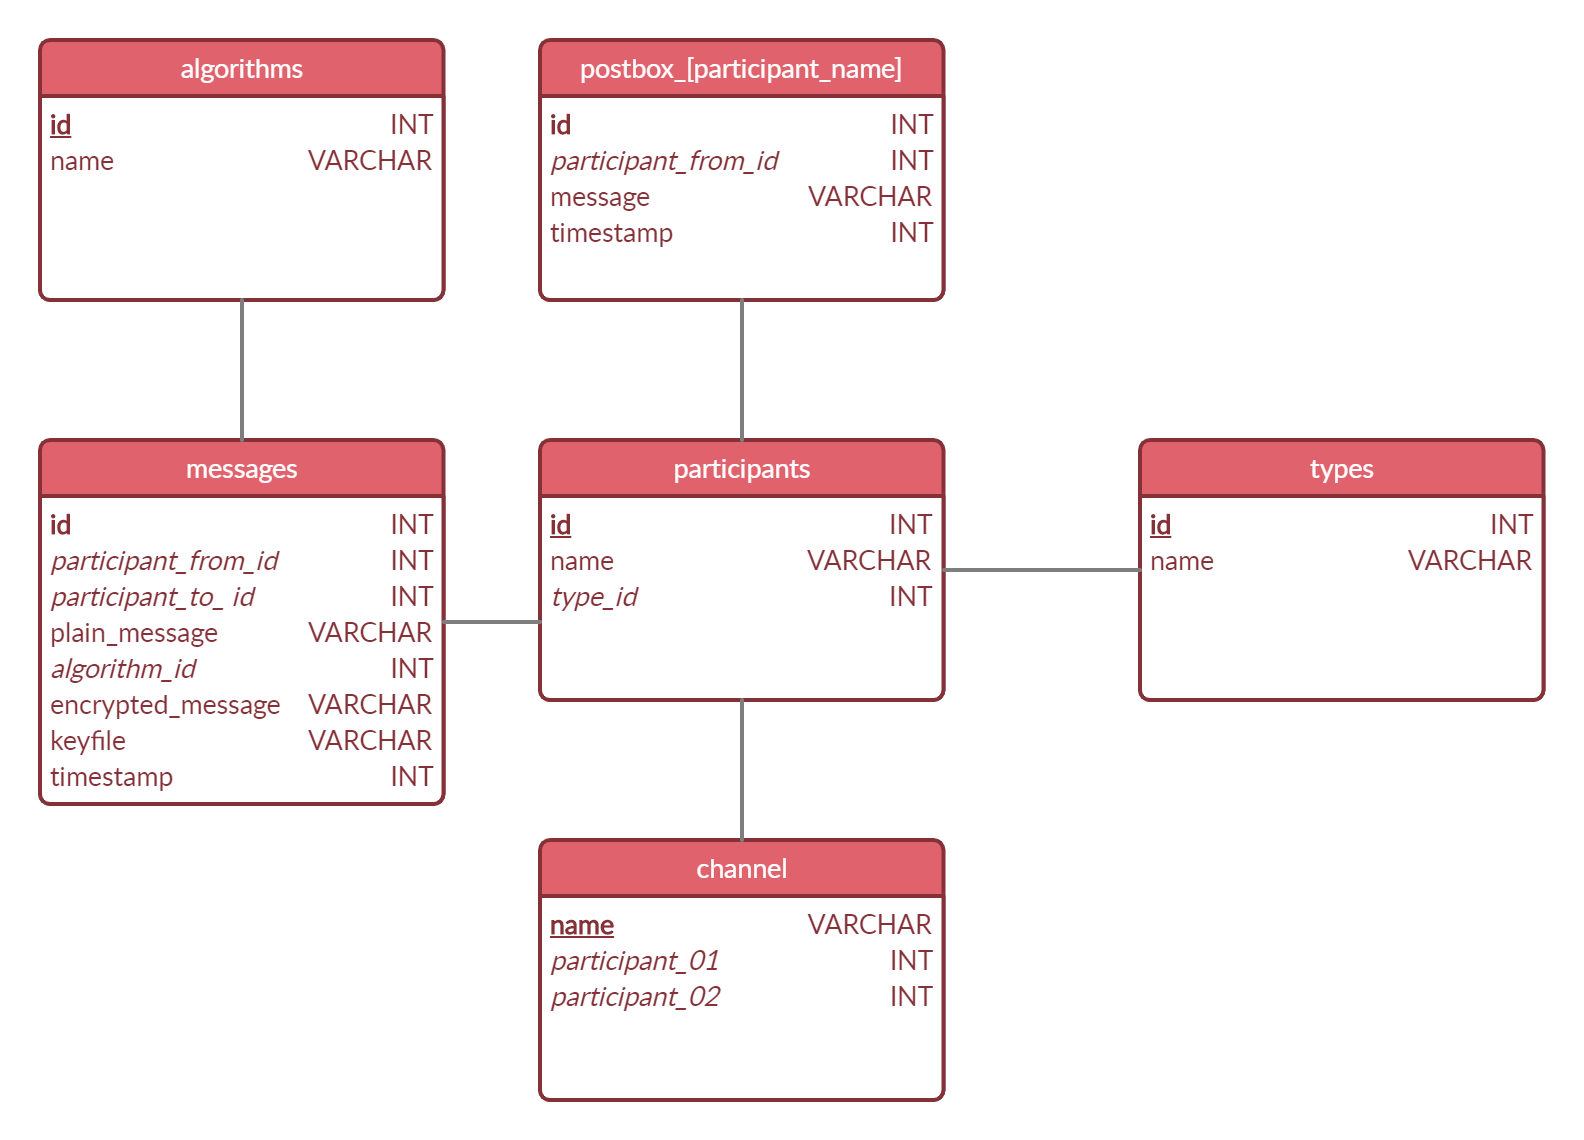 algorithms
id INT
name VARCHAR
postbox_[participant_name]
id INT
participant_from_id INT
message VARCHAR
timestamp INT
messages
id INT
participant_from_id INT
participant_to_ id INT
plain_message VARCHAR
algorithm_id INT
encrypted_message VARCHAR
keyfile VARCHAR
timestamp INT
participants
id INT
name VARCHAR
type_id INT
types
id INT
name VARCHAR
channel
name VARCHAR
participant_01 INT
participant_02 INT